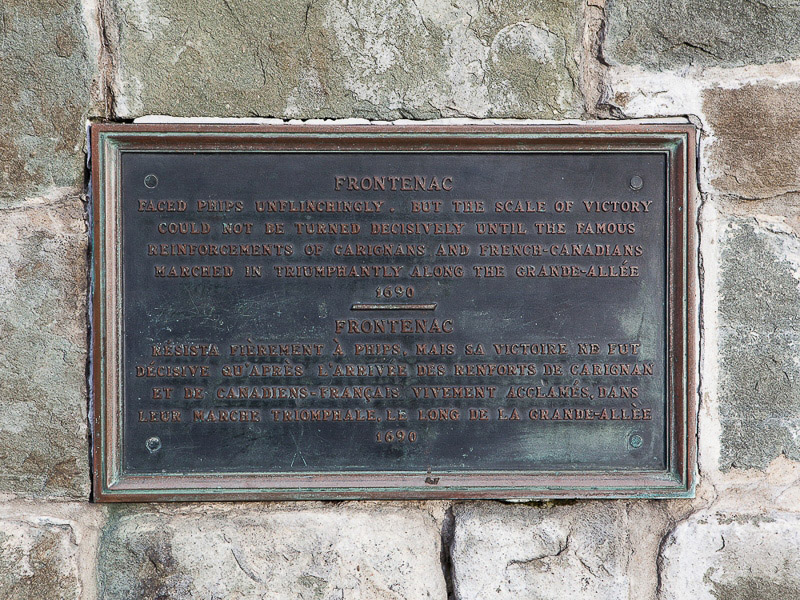 FRONTENAC
FACED PHIPS UNFLINCHINGLY. BUT THE SCALE OF VICTORY
COULD NOT BE TURNED DECISIVELY UNTIL THE FAMOUS
REINFORCEMENTS OF CARIGNANS AND FRENCH-CANADIANS
MARCHED IN TRIUMPHANTLY ALONG THE GRANDE-ALLÉE
1690
FRONTENAC
RÉSISTA FIÈREMENT À PHIPS, MAIS SA VICTOIRE NE FUT
DÉCISIVE QU'APRÈS L'ARRIVÉE DES RENFORTS DE CARIGNAN
ET DE CANADIENS-FRANÇAIS VIVEMENT ACCLAMÉS, DANS
LEUR MARCHE TRIOMPHALE, LE LONG DE LA GRANDE-ALLÉE
1690